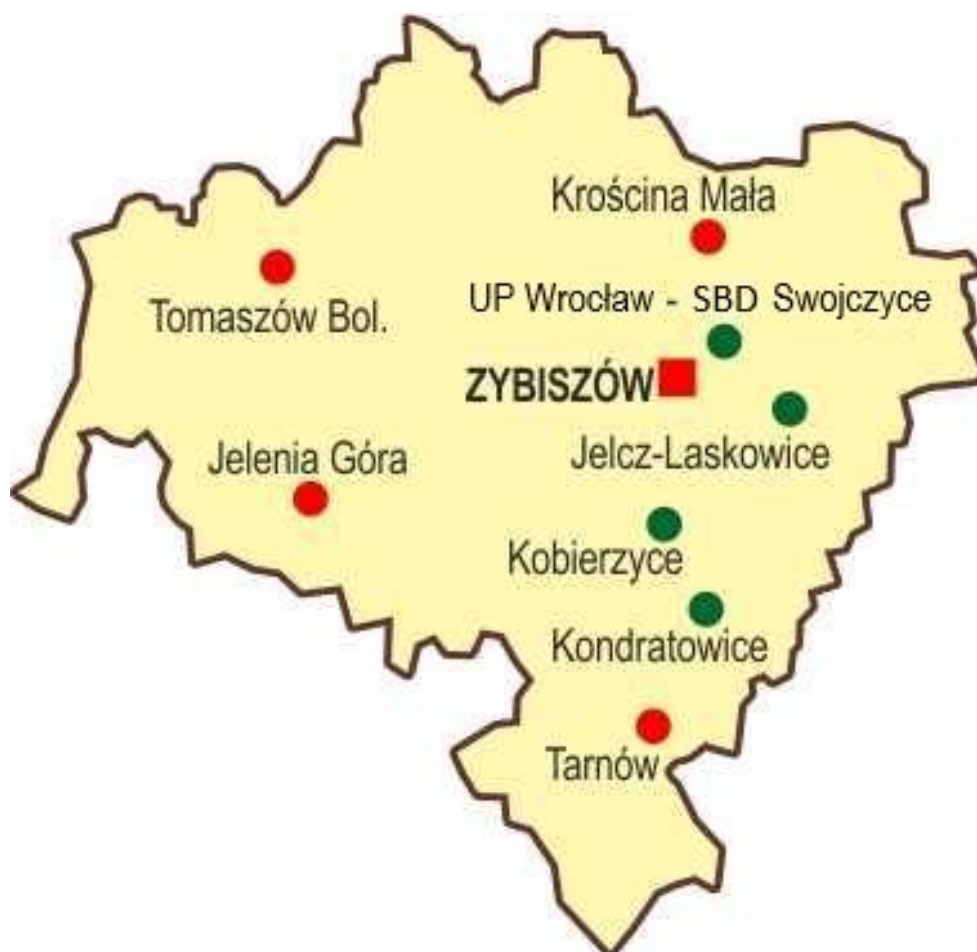 Krościna Mała
UP Wrocław - SBD Swojczyce
Tomaszów Bol.
ZYBISZÓW
Jelenia Góra
Jelcz-Laskowice
Kobierzyce
Kondratowice
Tarnów